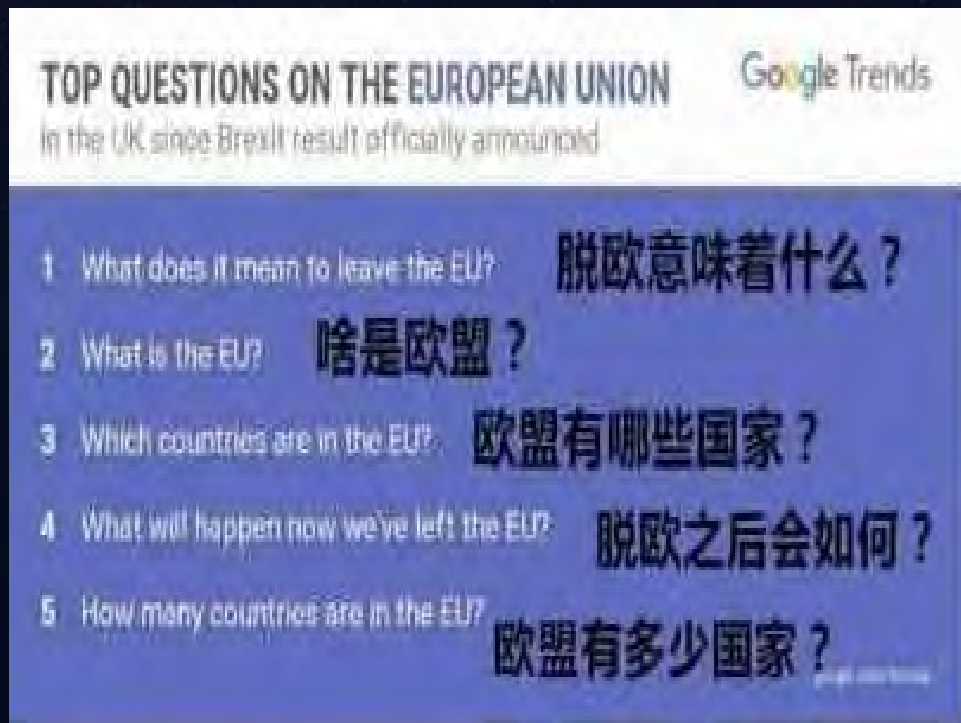 TOP QUESTIONS ON THE EUROPEAN UNION
Google Trends
in the UK since Brexit result officially announced
1 What does it mean to leave the EU? 脱欧意味着什么？
2 What is the EU? 啥是欧盟？
3 Which countries are in the EU? 欧盟有哪些国家？
4 What will happen now we've left the EU? 脱欧之后会如何？
5 How many countries are in the EU? 欧盟有多少国家？